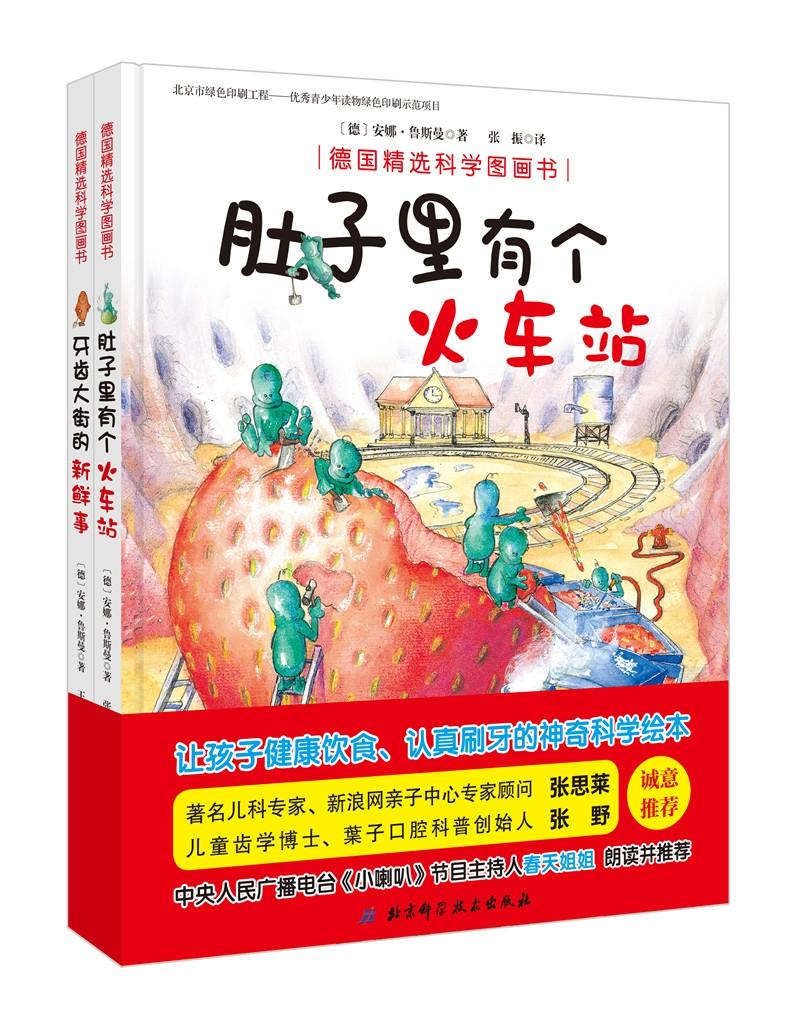 北京市绿色印刷工程——优秀青少年读物绿色印刷示范项目
〔德〕安娜·鲁斯曼◎著 张 振◎译
德国精选科学图画书
肚子里有个
火车站
让孩子健康饮食、认真刷牙的神奇科学绘本
著名儿科专家、新浪网亲子中心专家顾问 张思莱
儿童齿学博士、葉子口腔科普创始人 张 野
诚意
推荐
中央人民广播电台《小喇叭》节目主持人春天姐姐 朗读并推荐
北京科学技术出版社
德国精选科学图画书
肚子里有个火车站
〔德〕安娜·鲁斯曼◎著 张
德国精选科学图画书
牙齿大街的新鲜事
〔德〕安娜·鲁斯曼◎著 王